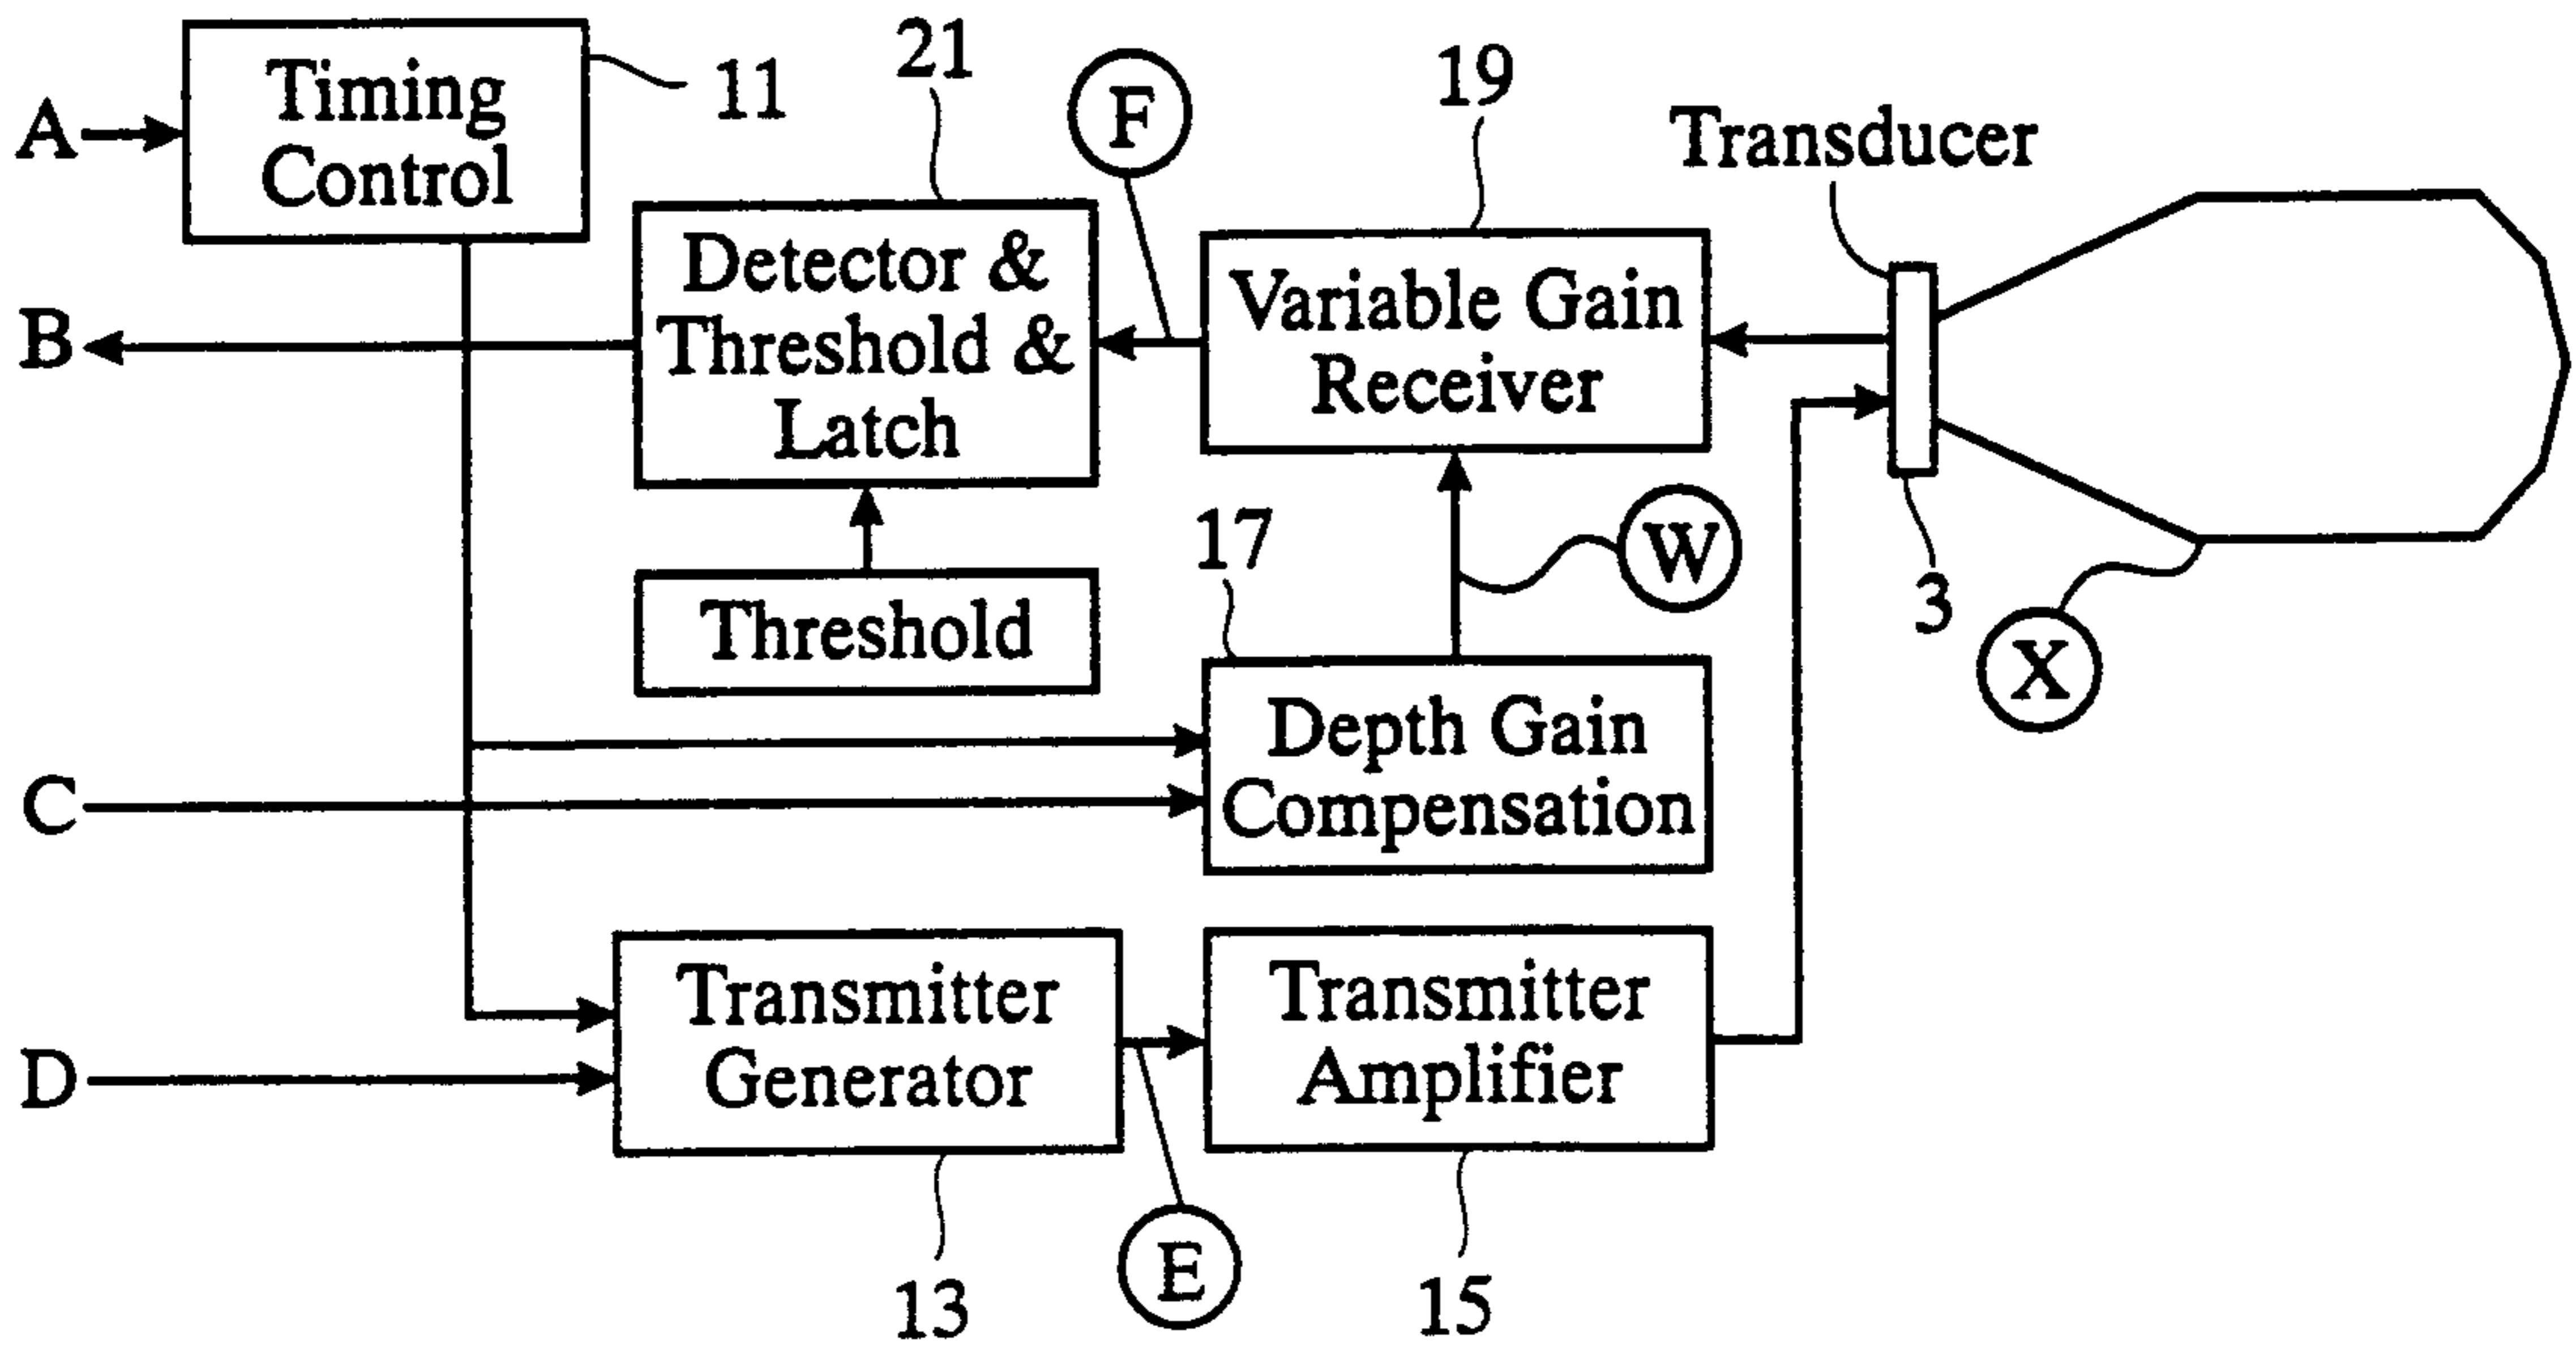 21
F
19
Timing
Control
11
A
Transducer
Detector &
Threshold &
Latch
Variable Gain
Receiver
B
17
W
3
Threshold
X
Depth Gain
Compensation
C
Transmitter
Generator
Transmitter
Amplifier
D
E
13
15